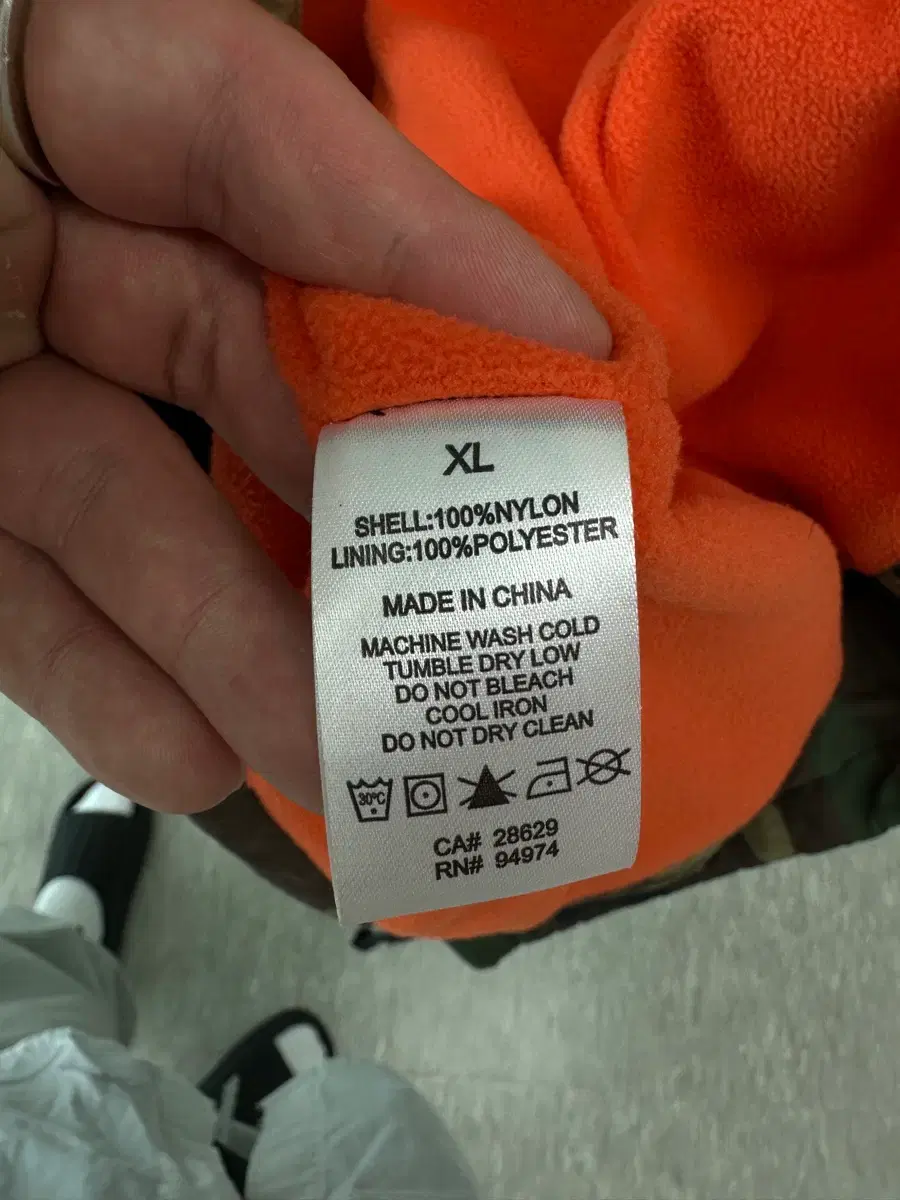 XL
SHELL:100%NYLON
LINING:100%POLYESTER
MADE IN CHINA
MACHINE WASH COLD
TUMBLE DRY LOW
DO NOT BLEACH
COOL IRON
DO NOT DRY CLEAN
30°C
CA# 28629
RN# 94974